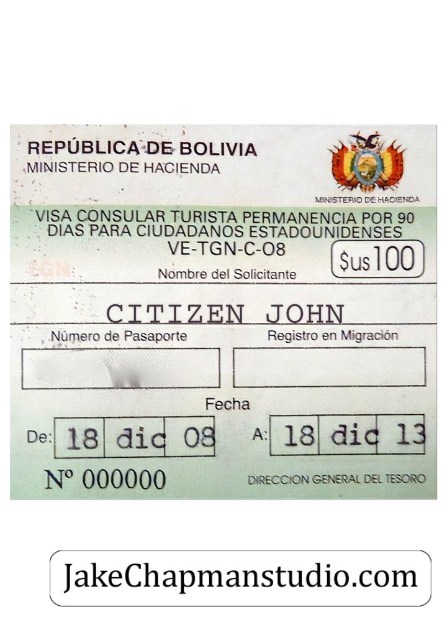 REPÚBLICA DE BOLIVIA
MINISTERIO DE HACIENDA
MINISTERIO DE HACIENDA
VISA CONSULAR TURISTA PERMANENCIA POR 90
DIAS PARA CIUDADANOS ESTADOUNIDENSES
VE-TGN-C-08
$us 100
TGN
Nombre del Solicitante
CITIZEN JOHN
Número de Pasaporte
Registro en Migración
Fecha
De: 18 dic 08
A: 18 dic 13
Nº 000000
DIRECCION GENERAL DEL TESORO
JakeChapmanstudio.com